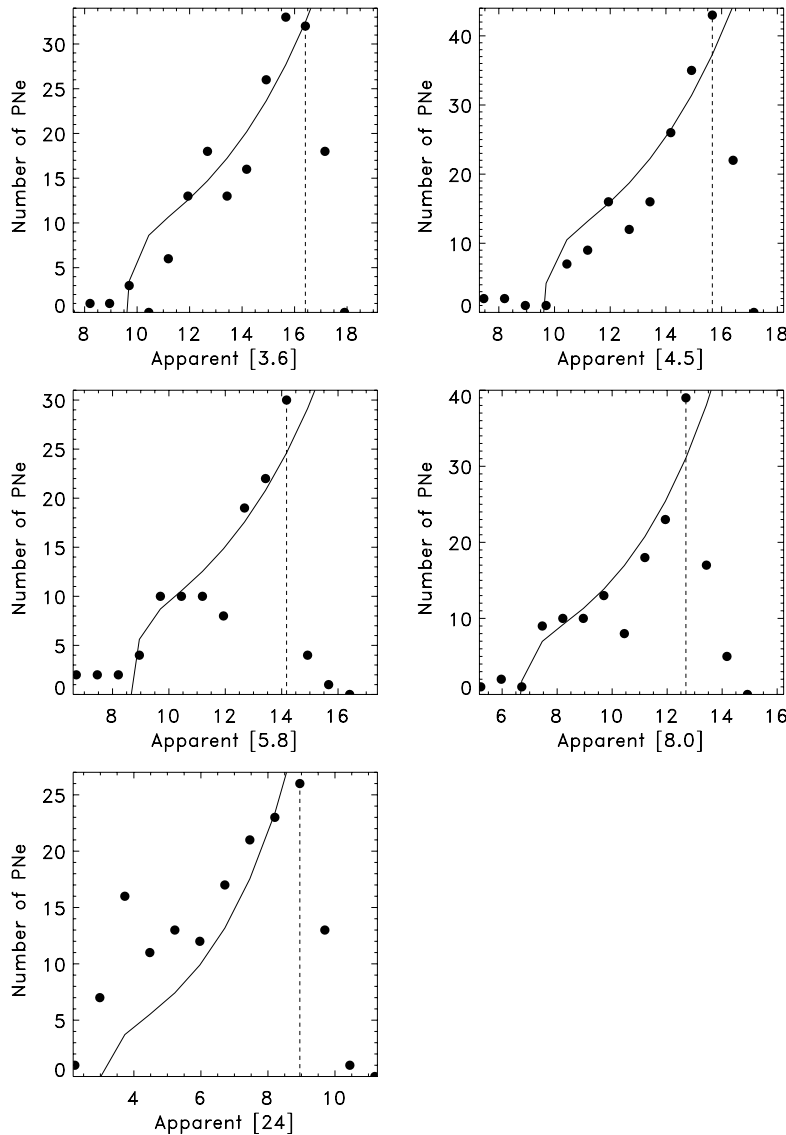 Number of PNe
30
20
10
0
8 10 12 14 16 18
Apparent [3.6]
Number of PNe
40
30
20
10
0
8 10 12 14 16 18
Apparent [4.5]
Number of PNe
30
25
20
15
10
5
0
8 10 12 14 16
Apparent [5.8]
Number of PNe
40
30
20
10
0
6 8 10 12 14 16
Apparent [8.0]
Number of PNe
25
20
15
10
5
0
4 6 8 10
Apparent [24]